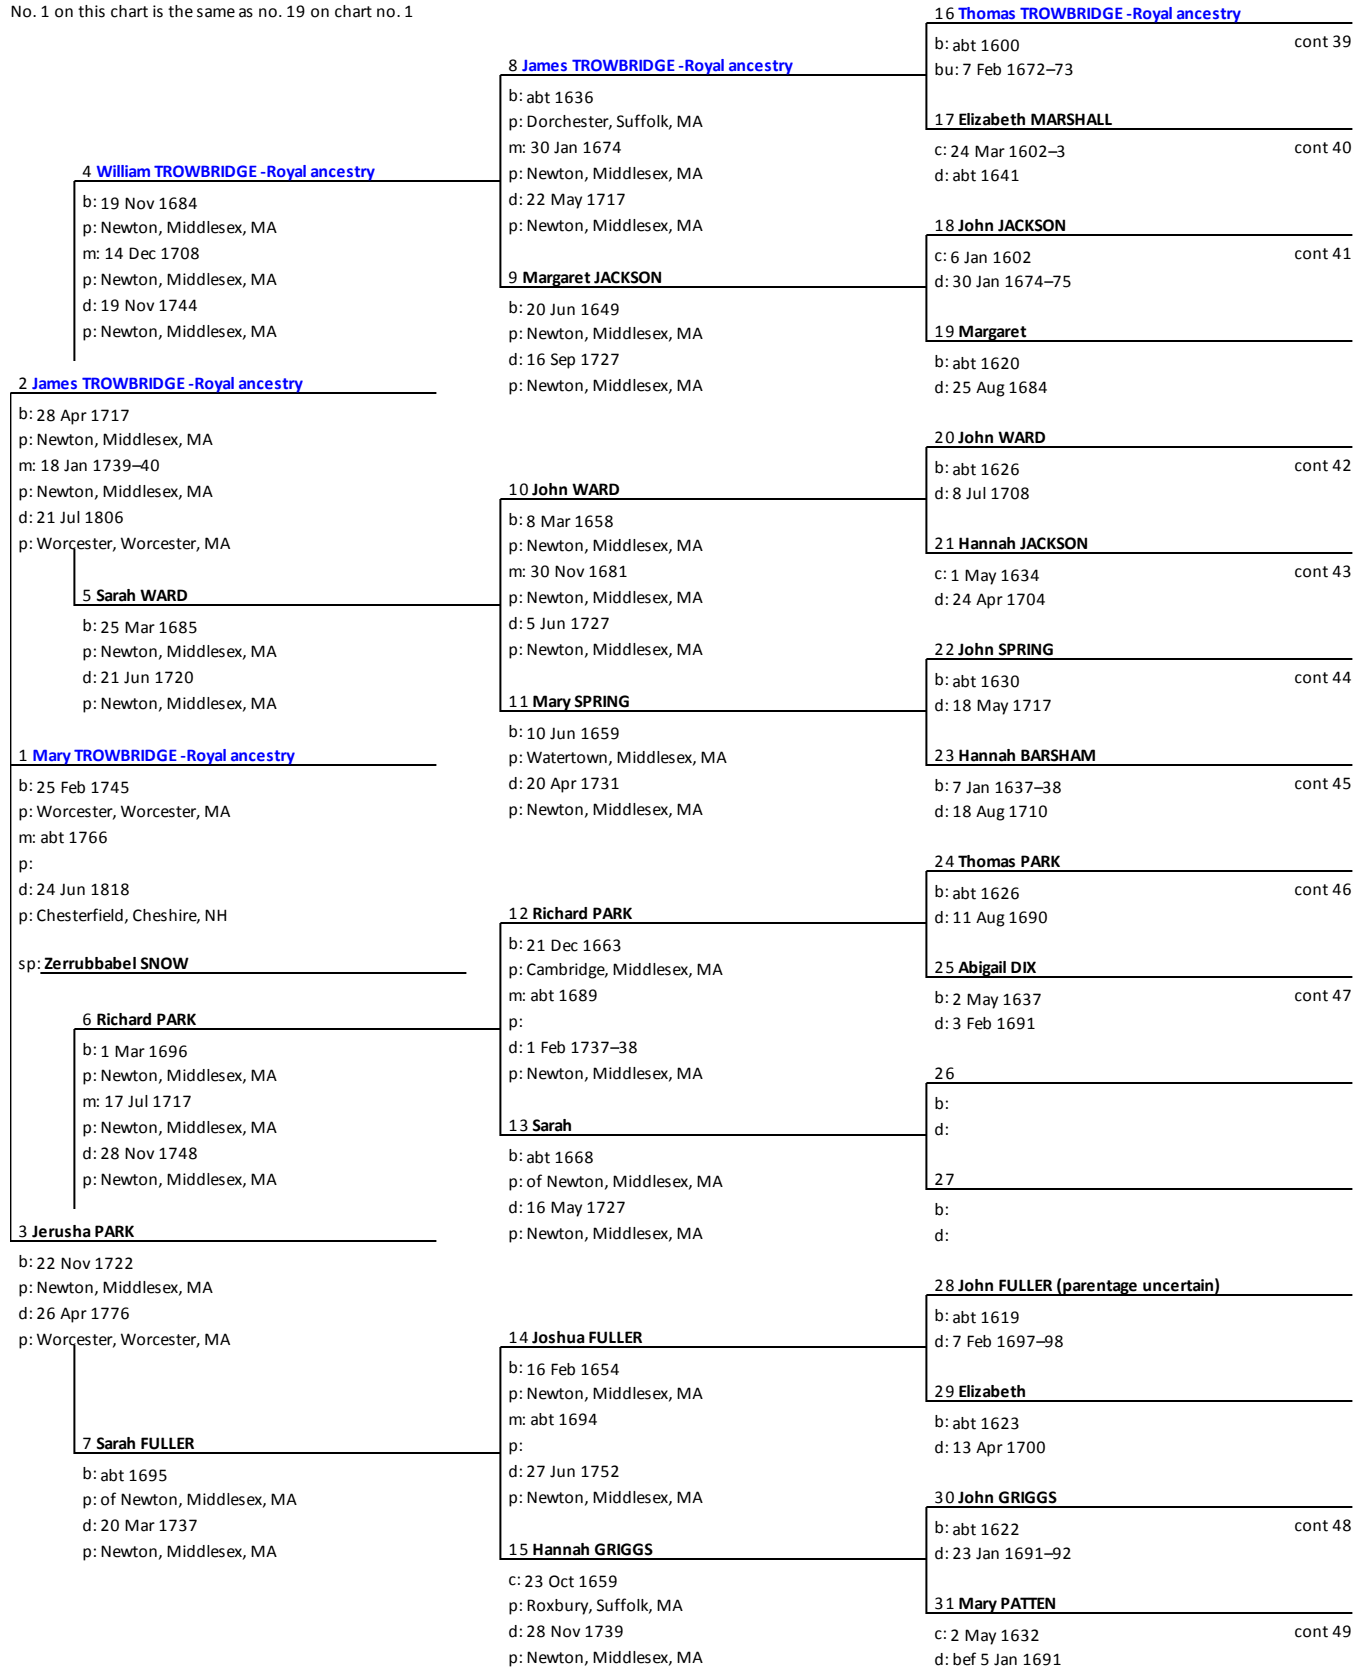 No. 1 on this chart is the same as no. 19 on chart no. 1
16 Thomas TROWBRIDGE -Royal ancestry
b: abt 1600
cont 39
bu: 7 Feb 1672–73
8 James TROWBRIDGE -Royal ancestry
b: abt 1636
p: Dorchester, Suffolk, MA
m: 30 Jan 1674
p: Newton, Middlesex, MA
d: 22 May 1717
p: Newton, Middlesex, MA
17 Elizabeth MARSHALL
c: 24 Mar 1602–3
cont 40
d: abt 1641
4 William TROWBRIDGE -Royal ancestry
b: 19 Nov 1684
p: Newton, Middlesex, MA
m: 14 Dec 1708
p: Newton, Middlesex, MA
d: 19 Nov 1744
p: Newton, Middlesex, MA
18 John JACKSON
c: 6 Jan 1602
cont 41
d: 30 Jan 1674–75
9 Margaret JACKSON
b: 20 Jun 1649
p: Newton, Middlesex, MA
d: 16 Sep 1727
p: Newton, Middlesex, MA
19 Margaret
b: abt 1620
d: 25 Aug 1684
2 James TROWBRIDGE -Royal ancestry
b: 28 Apr 1717
p: Newton, Middlesex, MA
m: 18 Jan 1739–40
p: Newton, Middlesex, MA
d: 21 Jul 1806
p: Worcester, Worcester, MA
20 John WARD
b: abt 1626
cont 42
d: 8 Jul 1708
10 John WARD
b: 8 Mar 1658
p: Newton, Middlesex, MA
m: 30 Nov 1681
p: Newton, Middlesex, MA
d: 5 Jun 1727
p: Newton, Middlesex, MA
21 Hannah JACKSON
c: 1 May 1634
cont 43
d: 24 Apr 1704
5 Sarah WARD
b: 25 Mar 1685
p: Newton, Middlesex, MA
d: 21 Jun 1720
p: Newton, Middlesex, MA
22 John SPRING
b: abt 1630
cont 44
d: 18 May 1717
11 Mary SPRING
b: 10 Jun 1659
p: Watertown, Middlesex, MA
d: 20 Apr 1731
p: Newton, Middlesex, MA
23 Hannah BARSHAM
b: 7 Jan 1637–38
cont 45
d: 18 Aug 1710
1 Mary TROWBRIDGE -Royal ancestry
b: 25 Feb 1745
p: Worcester, Worcester, MA
m: abt 1766
p:
d: 24 Jun 1818
p: Chesterfield, Cheshire, NH
sp: Zerrubbabel SNOW
24 Thomas PARK
b: abt 1626
cont 46
d: 11 Aug 1690
12 Richard PARK
b: 21 Dec 1663
p: Cambridge, Middlesex, MA
m: abt 1689
p:
d: 1 Feb 1737–38
p: Newton, Middlesex, MA
25 Abigail DIX
b: 2 May 1637
cont 47
d: 3 Feb 1691
6 Richard PARK
b: 1 Mar 1696
p: Newton, Middlesex, MA
m: 17 Jul 1717
p: Newton, Middlesex, MA
d: 28 Nov 1748
p: Newton, Middlesex, MA
26
b:
d:
13 Sarah
b: abt 1668
p: of Newton, Middlesex, MA
d: 16 May 1727
p: Newton, Middlesex, MA
27
b:
d:
3 Jerusha PARK
b: 22 Nov 1722
p: Newton, Middlesex, MA
d: 26 Apr 1776
p: Worcester, Worcester, MA
28 John FULLER (parentage uncertain)
b: abt 1619
d: 7 Feb 1697–98
14 Joshua FULLER
b: 16 Feb 1654
p: Newton, Middlesex, MA
m: abt 1694
p:
d: 27 Jun 1752
p: Newton, Middlesex, MA
29 Elizabeth
b: abt 1623
d: 13 Apr 1700
7 Sarah FULLER
b: abt 1695
p: of Newton, Middlesex, MA
d: 20 Mar 1737
p: Newton, Middlesex, MA
30 John GRIGGS
b: abt 1622
cont 48
d: 23 Jan 1691–92
15 Hannah GRIGGS
c: 23 Oct 1659
p: Roxbury, Suffolk, MA
d: 28 Nov 1739
p: Newton, Middlesex, MA
31 Mary PATTEN
c: 2 May 1632
cont 49
d: bef 5 Jan 1691